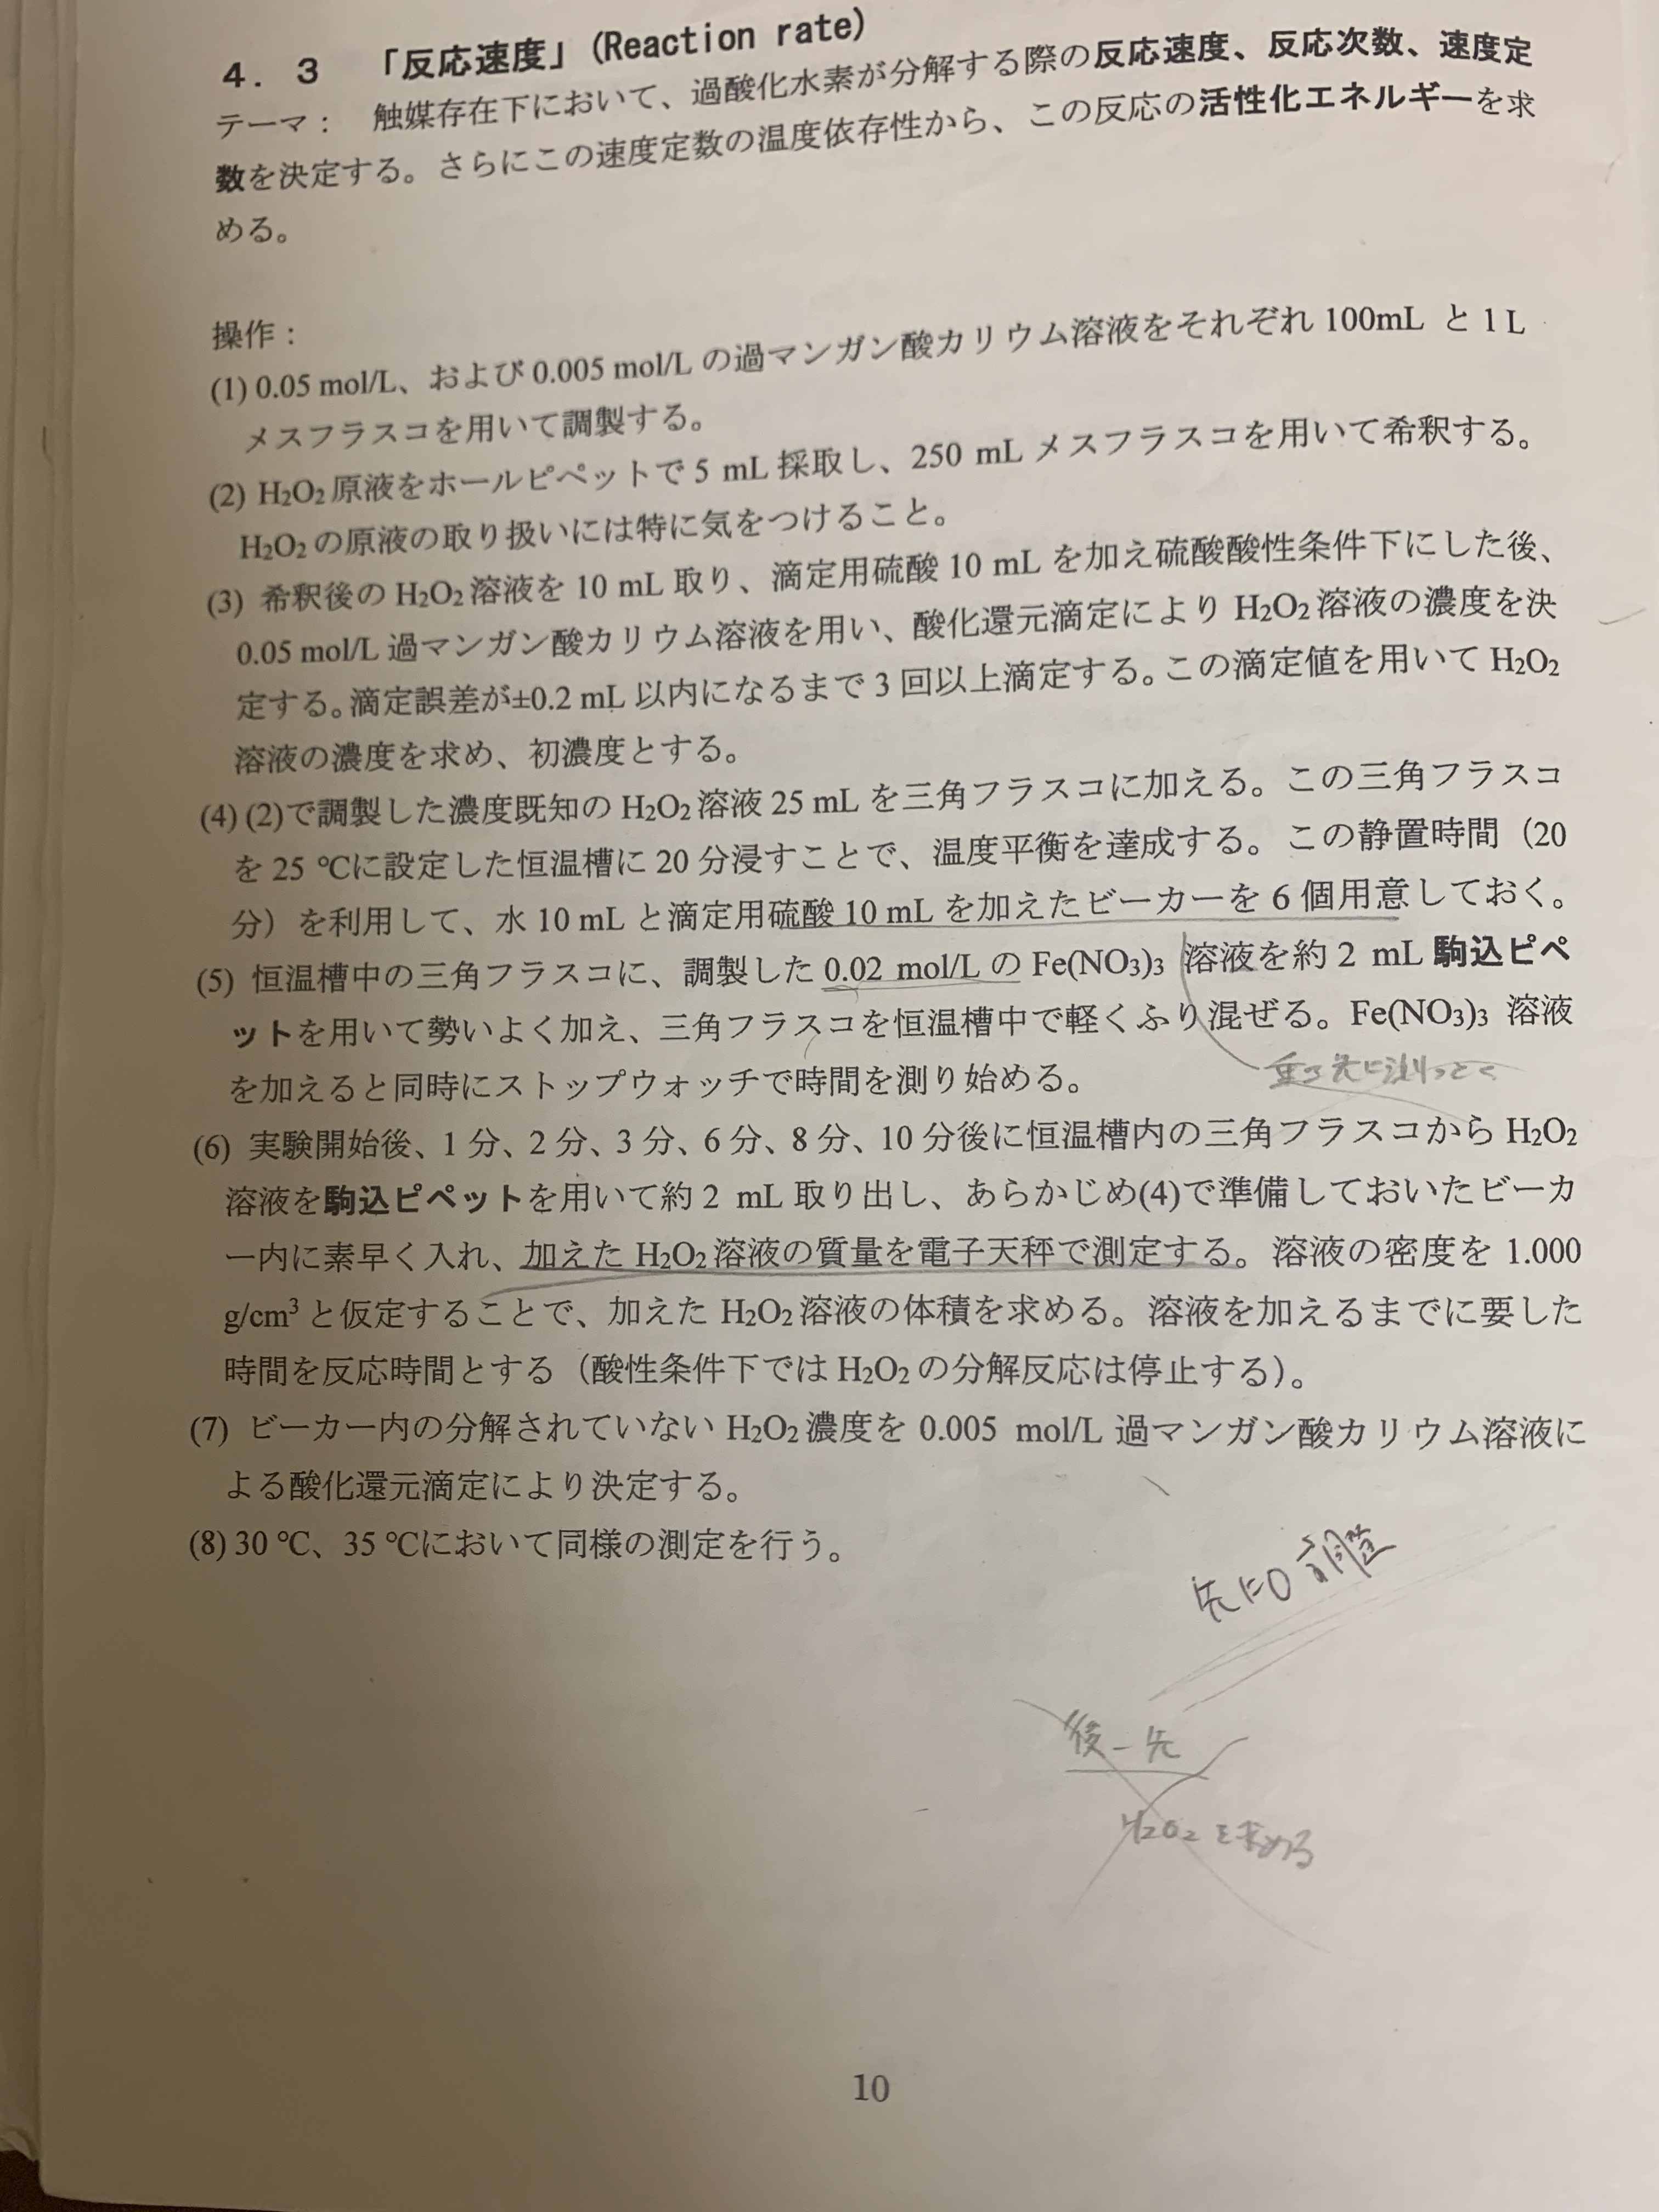 4．3　「反応速度」(Reaction rate)
テーマ：　触媒存在下において、過酸化水素が分解する際の反応速度、反応次数、速度定
数を決定する。さらにこの速度定数の温度依存性から、この反応の活性化エネルギーを求
める。
操作：
(1) 0.05 mol/L、および 0.005 mol/L の過マンガン酸カリウム溶液をそれぞれ 100mL と 1 L
メスフラスコを用いて調製する。
(2) H₂O₂ 原液をホールピペットで 5 mL 採取し、250 mL メスフラスコを用いて希釈する。
H₂O₂ の原液の取り扱いには特に気をつけること。
(3) 希釈後の H₂O₂ 溶液を 10 mL 取り、滴定用硫酸 10 mL を加え硫酸酸性条件下にした後、
0.05 mol/L 過マンガン酸カリウム溶液を用い、酸化還元滴定により H₂O₂ 溶液の濃度を決
定する。滴定誤差が±0.2 mL 以内になるまで 3 回以上滴定する。この滴定値を用いて H₂O₂
溶液の濃度を求め、初濃度とする。
(4) (2)で調製した濃度既知の H₂O₂ 溶液 25 mL を三角フラスコに加える。この三角フラスコ
を 25 ℃に設定した恒温槽に 20 分浸すことで、温度平衡を達成する。この静置時間（20
分）を利用して、水 10 mL と滴定用硫酸 10 mL を加えたビーカーを 6 個用意しておく。
(5) 恒温槽中の三角フラスコに、調製した 0.02 mol/L の Fe(NO₃)₃ 溶液を約 2 mL 駒込ピペ
ットを用いて勢いよく加え、三角フラスコを恒温槽中で軽くふり混ぜる。Fe(NO₃)₃ 溶液
を加えると同時にストップウォッチで時間を測り始める。
重さ先に測っとく
(6) 実験開始後、1 分、2 分、3 分、6 分、8 分、10 分後に恒温槽内の三角フラスコから H₂O₂
溶液を駒込ピペットを用いて約 2 mL 取り出し、あらかじめ(4)で準備しておいたビーカ
ー内に素早く入れ、加えた H₂O₂ 溶液の質量を電子天秤で測定する。溶液の密度を 1.000
g/cm³ と仮定することで、加えた H₂O₂ 溶液の体積を求める。溶液を加えるまでに要した
時間を反応時間とする（酸性条件下では H₂O₂ の分解反応は停止する）。
(7) ビーカー内の分解されていない H₂O₂ 濃度を 0.005 mol/L 過マンガン酸カリウム溶液に
よる酸化還元滴定により決定する。
(8) 30 ℃、35 ℃において同様の測定を行う。
先に0調整
後－先
H₂O₂を求める
10